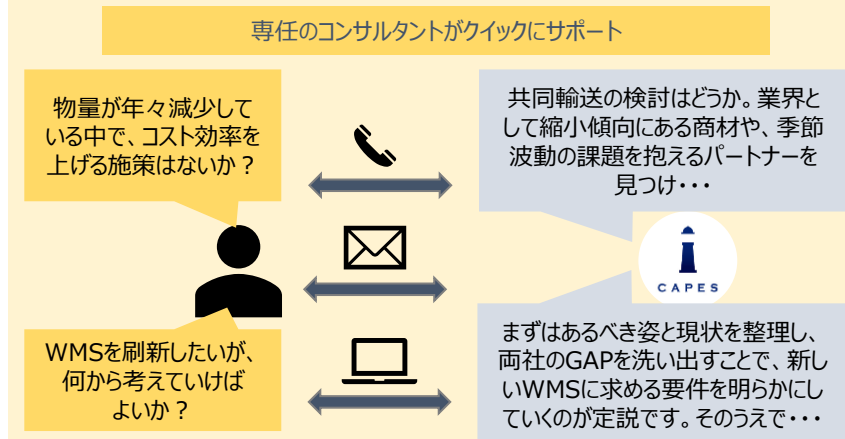 専任のコンサルタントがクイックにサポート
物量が年々減少して
いる中で、コスト効率を
上げる施策はないか？
共同輸送の検討はどうか。業界と
して縮小傾向にある商材や、季節
波動の課題を抱えるパートナーを
見つけ・・・
CAPES
WMSを刷新したいが、
何から考えていけば
よいか？
まずはあるべき姿と現状を整理し、
両社のGAPを洗い出すことで、新し
いWMSに求める要件を明らかにし
ていくのが定説です。そのうえで・・・